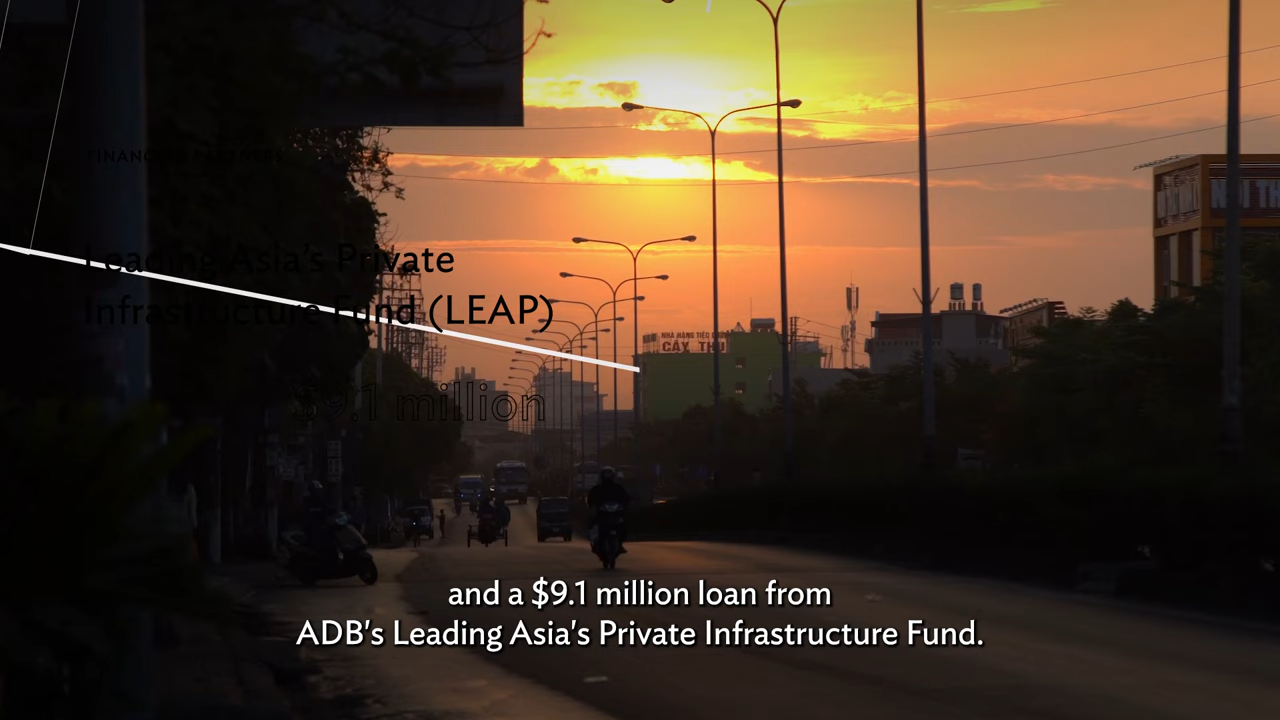 FINANCING PARTNERS
Leading Asia's Private
Infrastructure Fund (LEAP)
$9.1 million
NHÀ HÀNG TIỆC CƯỚI
CÂY THỊ
and a $9.1 million loan from
ADB's Leading Asia's Private Infrastructure Fund.